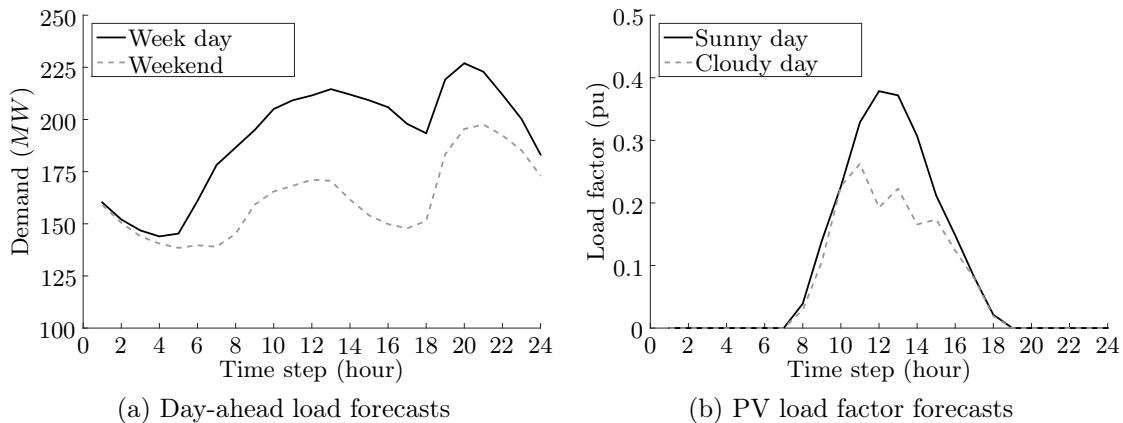 250
225
200
175
150
125
100
Demand (MW)
Week day
Weekend
0 2 4 6 8 10 12 14 16 18 20 22 24
Time step (hour)
(a) Day-ahead load forecasts
0.5
0.4
0.3
0.2
0.1
0
Load factor (pu)
Sunny day
Cloudy day
0 2 4 6 8 10 12 14 16 18 20 22 24
Time step (hour)
(b) PV load factor forecasts